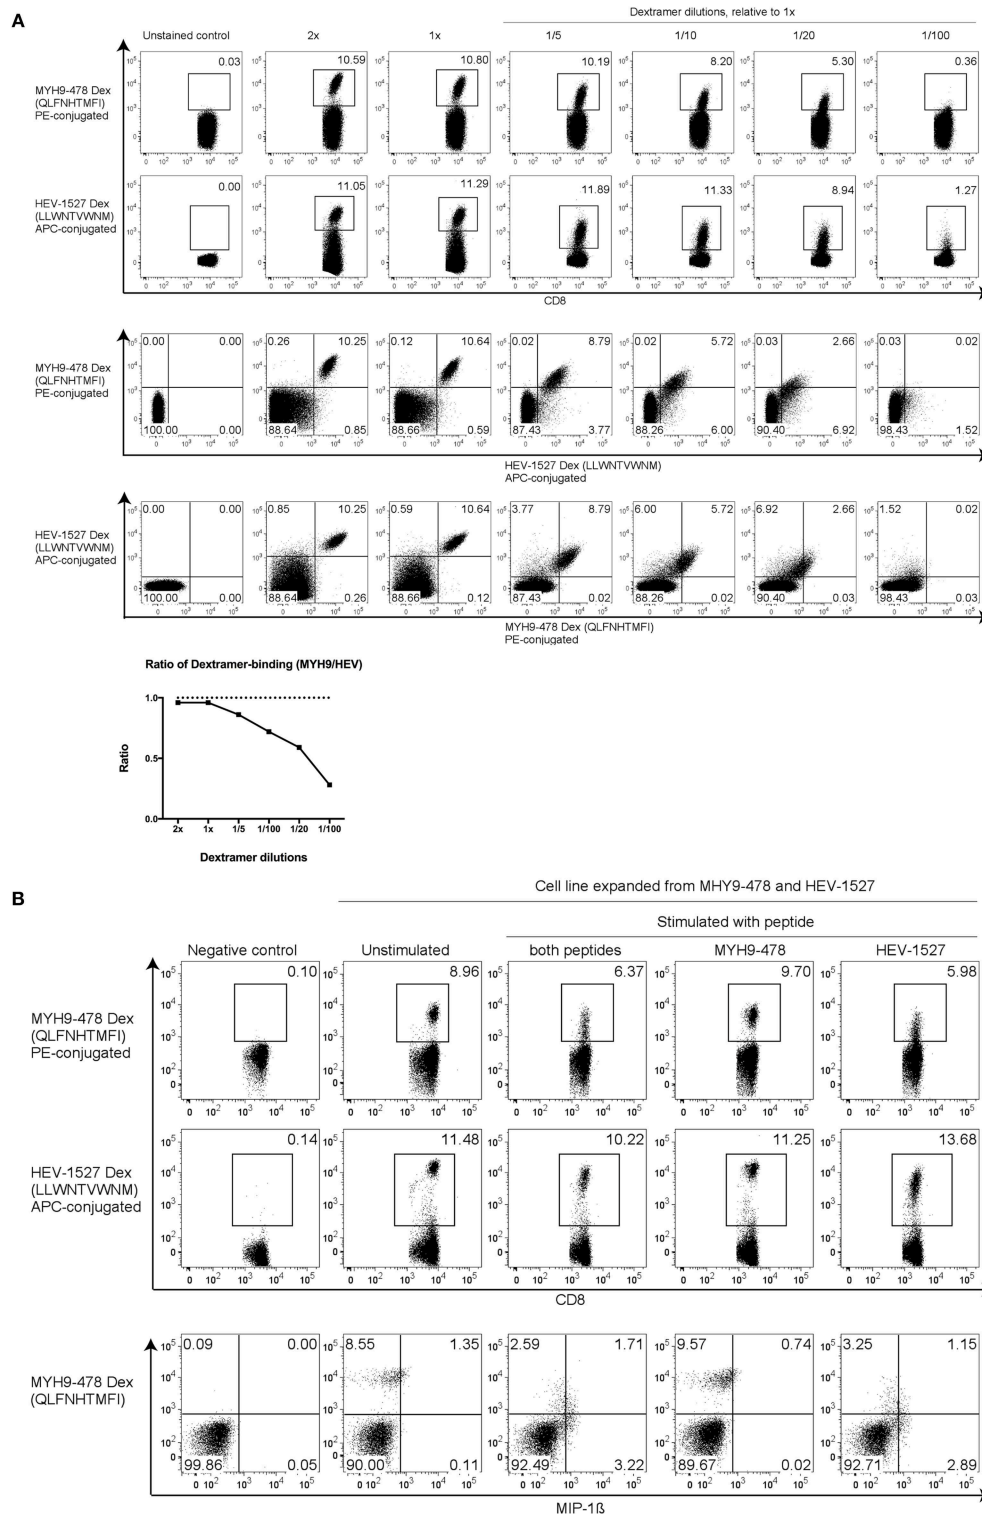 A
Dextramer dilutions, relative to 1x
Unstained control 2x 1x 1/5 1/10 1/20 1/100
MYH9-478 Dex
(QLFNHTMFI)
PE-conjugated
0.03 10.59 10.80 10.19 8.20 5.30 0.36
HEV-1527 Dex
(LLWNTVWNM)
APC-conjugated
0.00 11.05 11.29 11.89 11.33 8.94 1.27
CD8
MYH9-478 Dex
(QLFNHTMFI)
PE-conjugated
0.00 0.00 0.26 10.25 0.12 10.64 0.02 8.79 0.02 5.72 0.03 2.66 0.03 0.02
100.00 0.00 88.64 0.85 88.66 0.59 87.43 3.77 88.26 6.00 90.40 6.92 98.43 1.52
HEV-1527 Dex (LLWNTVWNM)
APC-conjugated
HEV-1527 Dex
(LLWNTVWNM)
APC-conjugated
0.00 0.00 0.85 10.25 0.59 10.64 3.77 8.79 6.00 5.72 6.92 2.66 1.52 0.02
100.00 0.00 88.64 0.26 88.66 0.12 87.43 0.02 88.26 0.02 90.40 0.03 98.43 0.03
MYH9-478 Dex (QLFNHTMFI)
PE-conjugated
Ratio of Dextramer-binding (MYH9/HEV)
1.0
0.5
0.0
Ratio
2x 1x 1/5 1/100 1/20 1/100
Dextramer dilutions
B
Cell line expanded from MHY9-478 and HEV-1527
Stimulated with peptide
Negative control Unstimulated both peptides MYH9-478 HEV-1527
MYH9-478 Dex
(QLFNHTMFI)
PE-conjugated
0.10 8.96 6.37 9.70 5.98
HEV-1527 Dex
(LLWNTVWNM)
APC-conjugated
0.14 11.48 10.22 11.25 13.68
CD8
MYH9-478 Dex
(QLFNHTMFI)
0.09 0.00 8.55 1.35 2.59 1.71 9.57 0.74 3.25 1.15
99.86 0.05 90.00 0.11 92.49 3.22 89.67 0.02 92.71 2.89
MIP-1ß